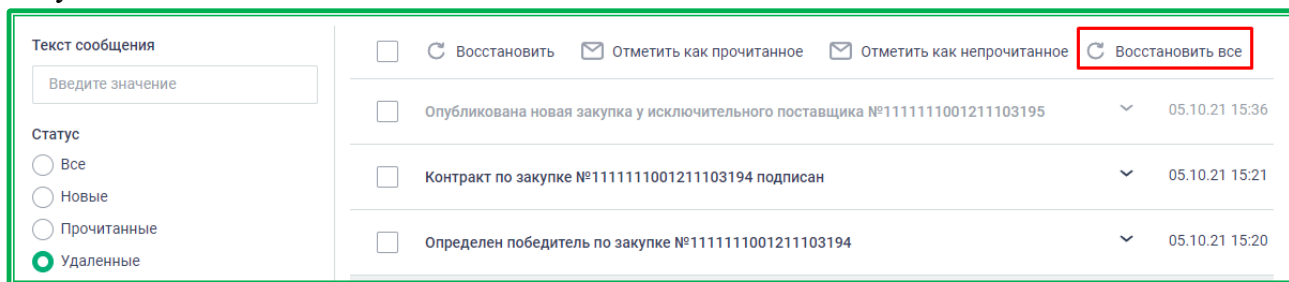 Текст сообщения
Введите значение
Статус
Все
Новые
Прочитанные
Удаленные
Восстановить Отметить как прочитанное Отметить как непрочитанное Восстановить все
Опубликована новая закупка у исключительного поставщика №1111111001211103195 05.10.21 15:36
Контракт по закупке №1111111001211103194 подписан 05.10.21 15:21
Определен победитель по закупке №1111111001211103194 05.10.21 15:20